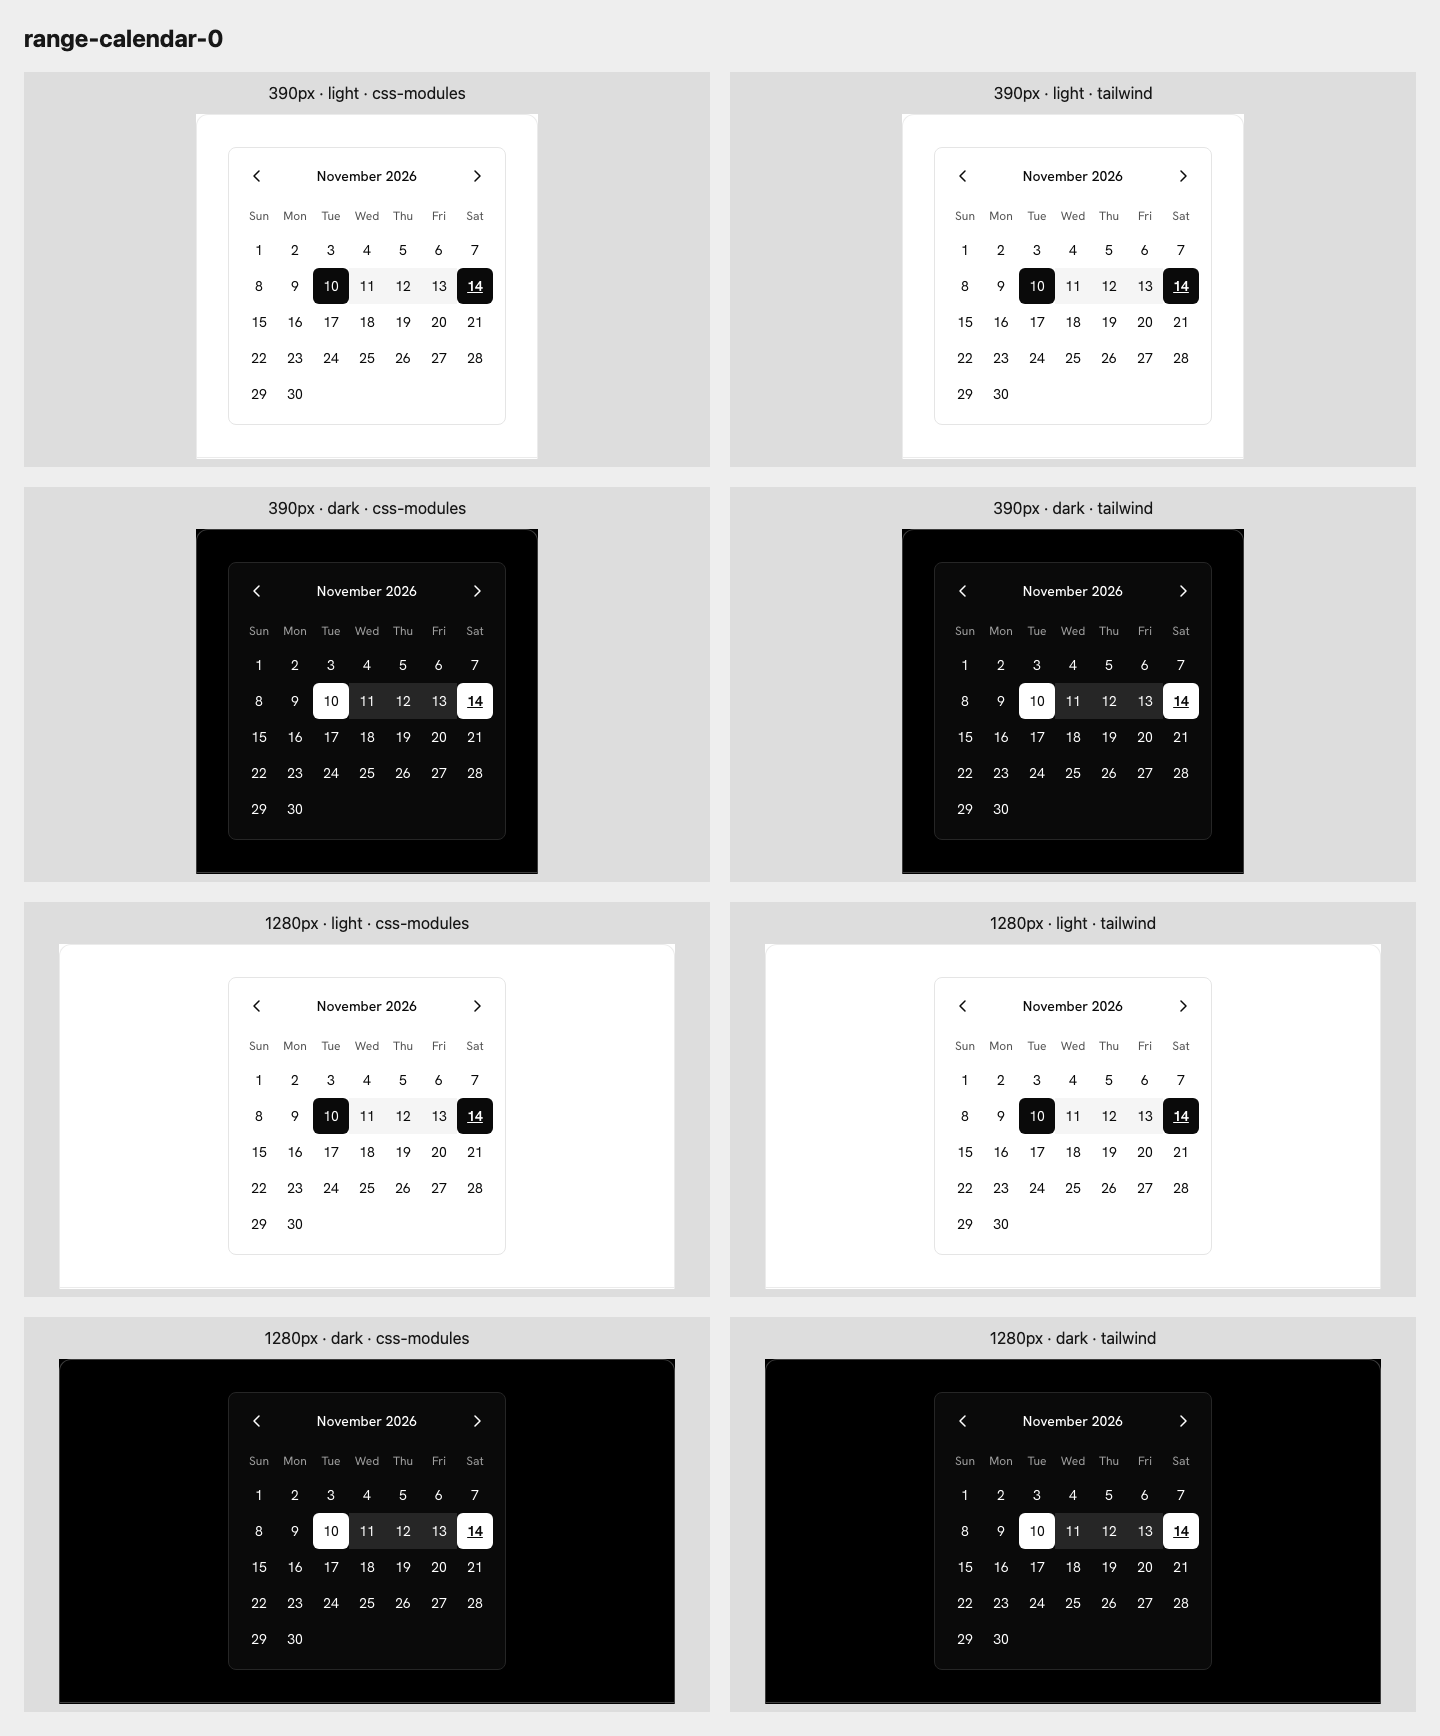 range-calendar-0
390px · light · css-modules
November 2026
Sun Mon Tue Wed Thu Fri Sat
1 2 3 4 5 6 7
8 9 10 11 12 13 14
15 16 17 18 19 20 21
22 23 24 25 26 27 28
29 30
390px · light · tailwind
November 2026
Sun Mon Tue Wed Thu Fri Sat
1 2 3 4 5 6 7
8 9 10 11 12 13 14
15 16 17 18 19 20 21
22 23 24 25 26 27 28
29 30
390px · dark · css-modules
November 2026
Sun Mon Tue Wed Thu Fri Sat
1 2 3 4 5 6 7
8 9 10 11 12 13 14
15 16 17 18 19 20 21
22 23 24 25 26 27 28
29 30
390px · dark · tailwind
November 2026
Sun Mon Tue Wed Thu Fri Sat
1 2 3 4 5 6 7
8 9 10 11 12 13 14
15 16 17 18 19 20 21
22 23 24 25 26 27 28
29 30
1280px · light · css-modules
November 2026
Sun Mon Tue Wed Thu Fri Sat
1 2 3 4 5 6 7
8 9 10 11 12 13 14
15 16 17 18 19 20 21
22 23 24 25 26 27 28
29 30
1280px · light · tailwind
November 2026
Sun Mon Tue Wed Thu Fri Sat
1 2 3 4 5 6 7
8 9 10 11 12 13 14
15 16 17 18 19 20 21
22 23 24 25 26 27 28
29 30
1280px · dark · css-modules
November 2026
Sun Mon Tue Wed Thu Fri Sat
1 2 3 4 5 6 7
8 9 10 11 12 13 14
15 16 17 18 19 20 21
22 23 24 25 26 27 28
29 30
1280px · dark · tailwind
November 2026
Sun Mon Tue Wed Thu Fri Sat
1 2 3 4 5 6 7
8 9 10 11 12 13 14
15 16 17 18 19 20 21
22 23 24 25 26 27 28
29 30